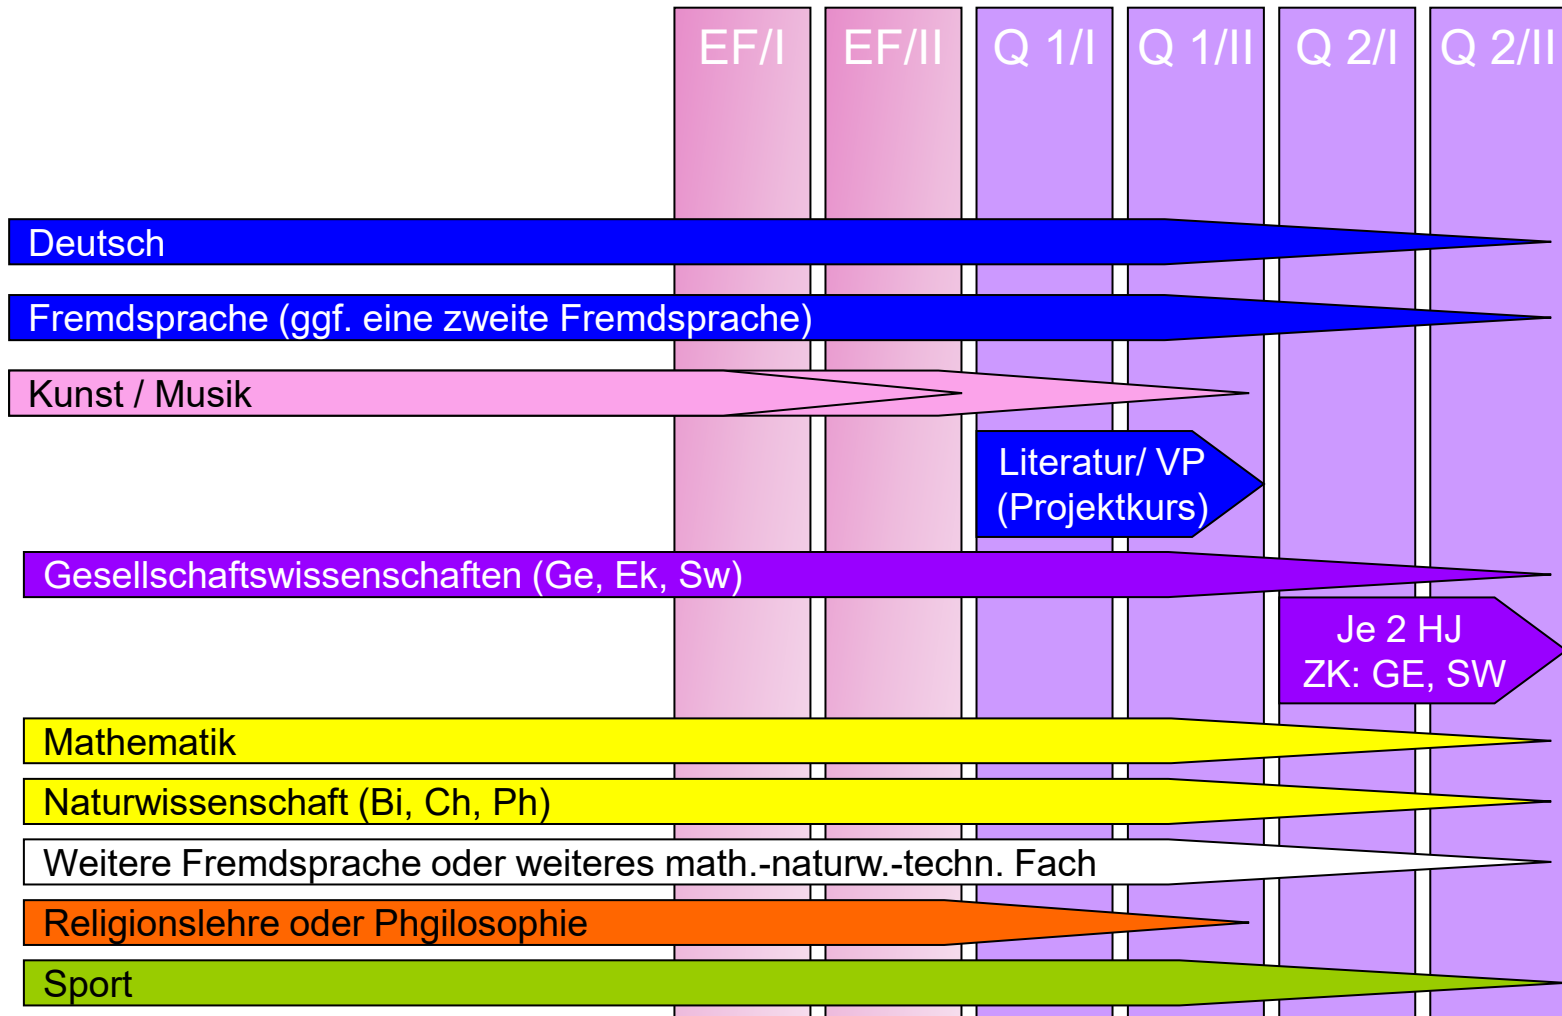 EF/I EF/II Q 1/I Q 1/II Q 2/I Q 2/II
Deutsch
Fremdsprache (ggf. eine zweite Fremdsprache)
Kunst / Musik
Literatur/ VP
(Projektkurs)
Gesellschaftswissenschaften (Ge, Ek, Sw)
Je 2 HJ
ZK: GE, SW
Mathematik
Naturwissenschaft (Bi, Ch, Ph)
Weitere Fremdsprache oder weiteres math.-naturw.-techn. Fach
Religionslehre oder Phgilosophie
Sport